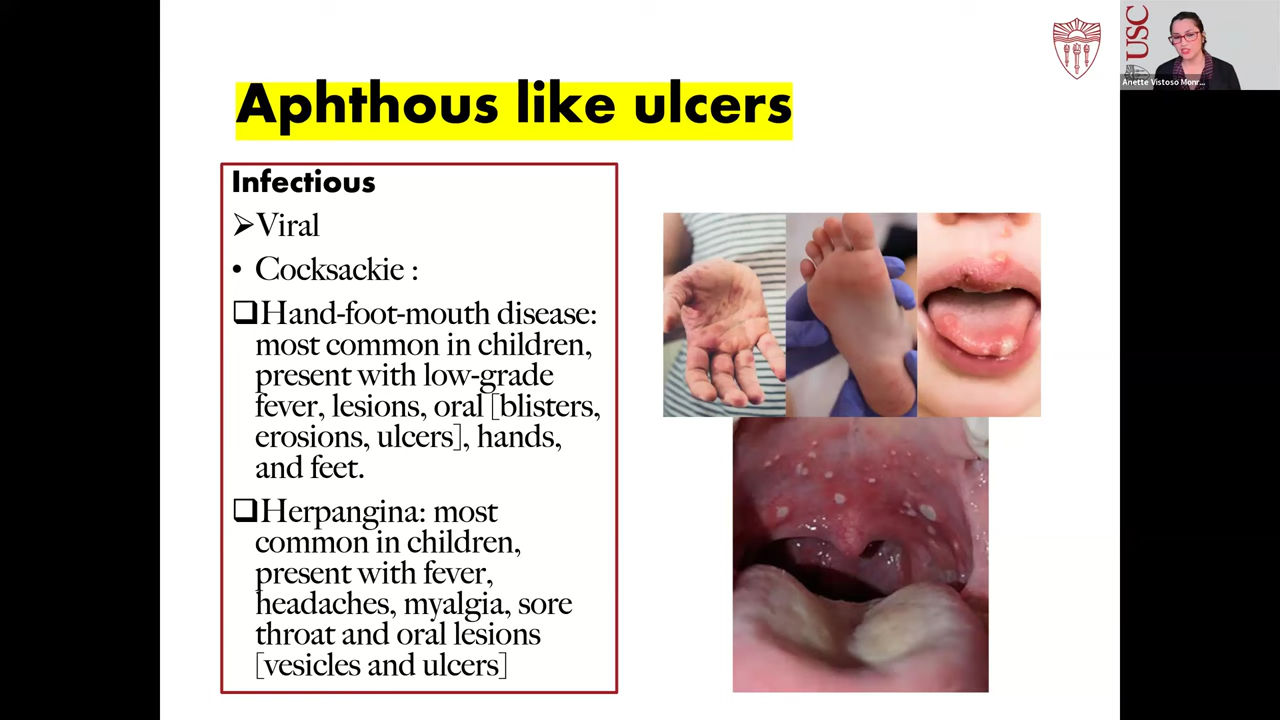 USC
Anette Vistoso Monr...
Aphthous like ulcers
Infectious
➢Viral
• Cocksackie :
❑Hand-foot-mouth disease:
most common in children,
present with low-grade
fever, lesions, oral [blisters,
erosions, ulcers], hands,
and feet.
❑Herpangina: most
common in children,
present with fever,
headaches, myalgia, sore
throat and oral lesions
[vesicles and ulcers]